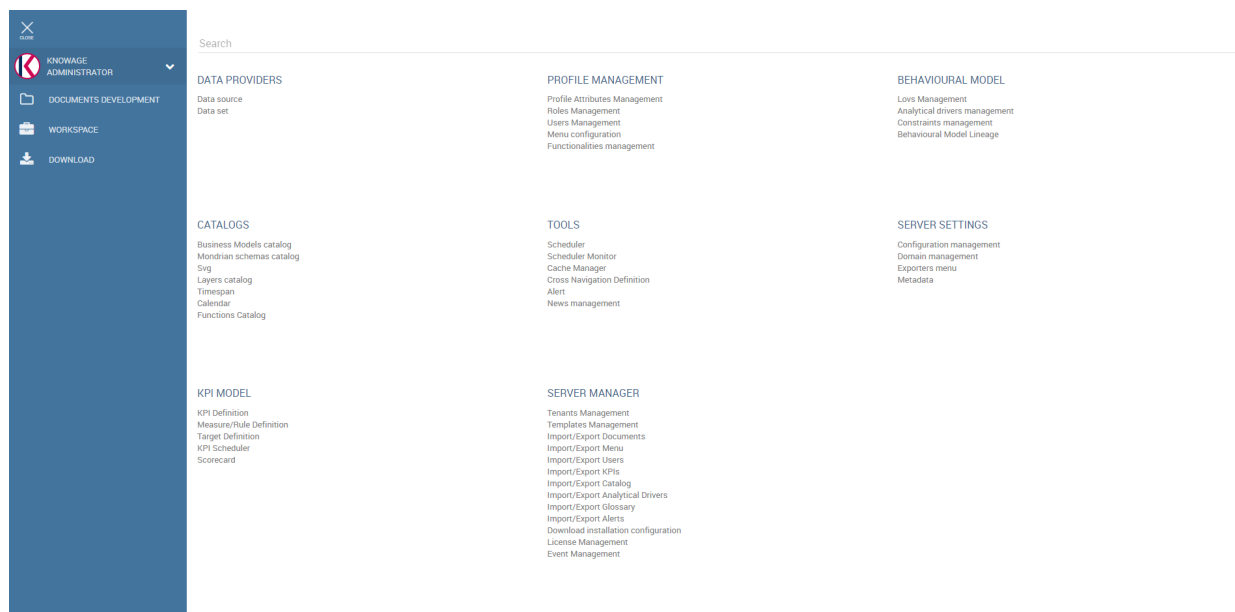 CLOSE
KNOWAGE
ADMINISTRATOR
DOCUMENTS DEVELOPMENT
WORKSPACE
DOWNLOAD
Search
DATA PROVIDERS
Data source
Data set
PROFILE MANAGEMENT
Profile Attributes Management
Roles Management
Users Management
Menu configuration
Functionalities management
BEHAVIOURAL MODEL
Lovs Management
Analytical drivers management
Constraints management
Behavioural Model Lineage
CATALOGS
Business Models catalog
Mondrian schemas catalog
Svg
Layers catalog
Timespan
Calendar
Functions Catalog
TOOLS
Scheduler
Scheduler Monitor
Cache Manager
Cross Navigation Definition
Alert
News management
SERVER SETTINGS
Configuration management
Domain management
Exporters menu
Metadata
KPI MODEL
KPI Definition
Measure/Rule Definition
Target Definition
KPI Scheduler
Scorecard
SERVER MANAGER
Tenants Management
Templates Management
Import/Export Documents
Import/Export Menu
Import/Export Users
Import/Export KPIs
Import/Export Catalog
Import/Export Analytical Drivers
Import/Export Glossary
Import/Export Alerts
Download installation configuration
License Management
Event Management